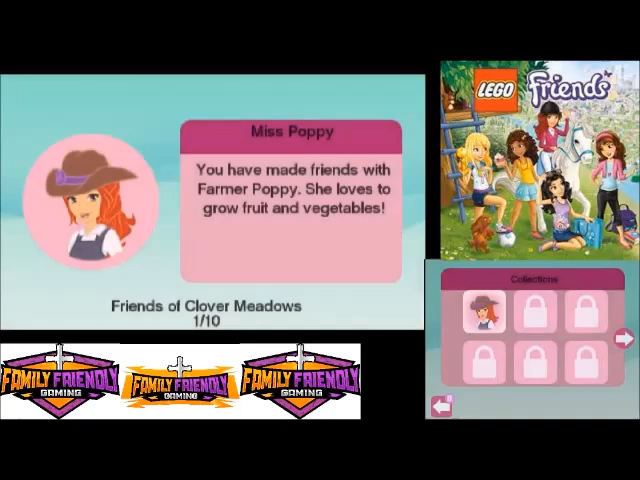 Miss Poppy
You have made friends with
Farmer Poppy. She loves to
grow fruit and vegetables!
Friends of Clover Meadows
1/10
LEGO Friends
Collections
FAMILY FRIENDLY
GAMING
FAMILY FRIENDLY
GAMING
FAMILY FRIENDLY
GAMING